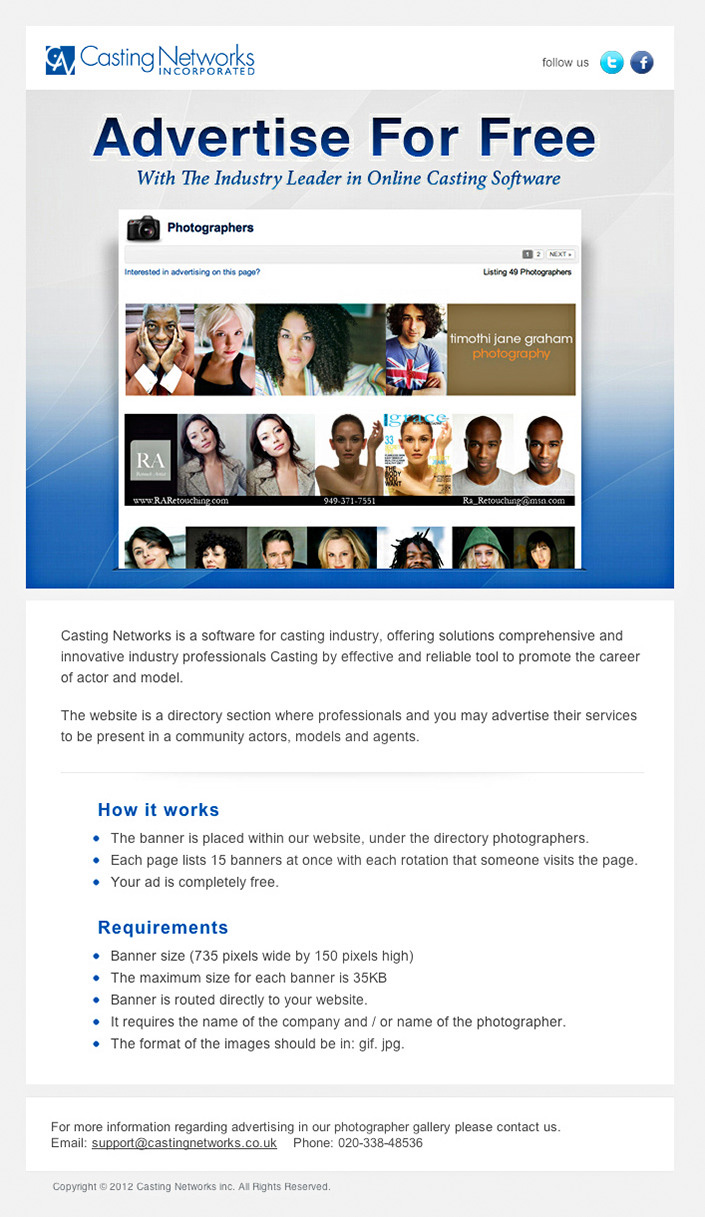 CN Casting Networks
INCORPORATED
follow us
Advertise For Free
With The Industry Leader in Online Casting Software
Photographers
1 2 NEXT »
Interested in advertising on this page? Listing 49 Photographers
timothi jane graham
photography
grace
33
THE BODY
YOU WANT
RA
www.RARetouching.com 949-371-7551 Ra_Retouching@msn.com
Casting Networks is a software for casting industry, offering solutions comprehensive and
innovative industry professionals Casting by effective and reliable tool to promote the career
of actor and model.
The website is a directory section where professionals and you may advertise their services
to be present in a community actors, models and agents.
How it works
The banner is placed within our website, under the directory photographers.
Each page lists 15 banners at once with each rotation that someone visits the page.
Your ad is completely free.
Requirements
Banner size (735 pixels wide by 150 pixels high)
The maximum size for each banner is 35KB
Banner is routed directly to your website.
It requires the name of the company and / or name of the photographer.
The format of the images should be in: gif. jpg.
For more information regarding advertising in our photographer gallery please contact us.
Email: support@castingnetworks.co.uk Phone: 020-338-48536
Copyright © 2012 Casting Networks inc. All Rights Reserved.